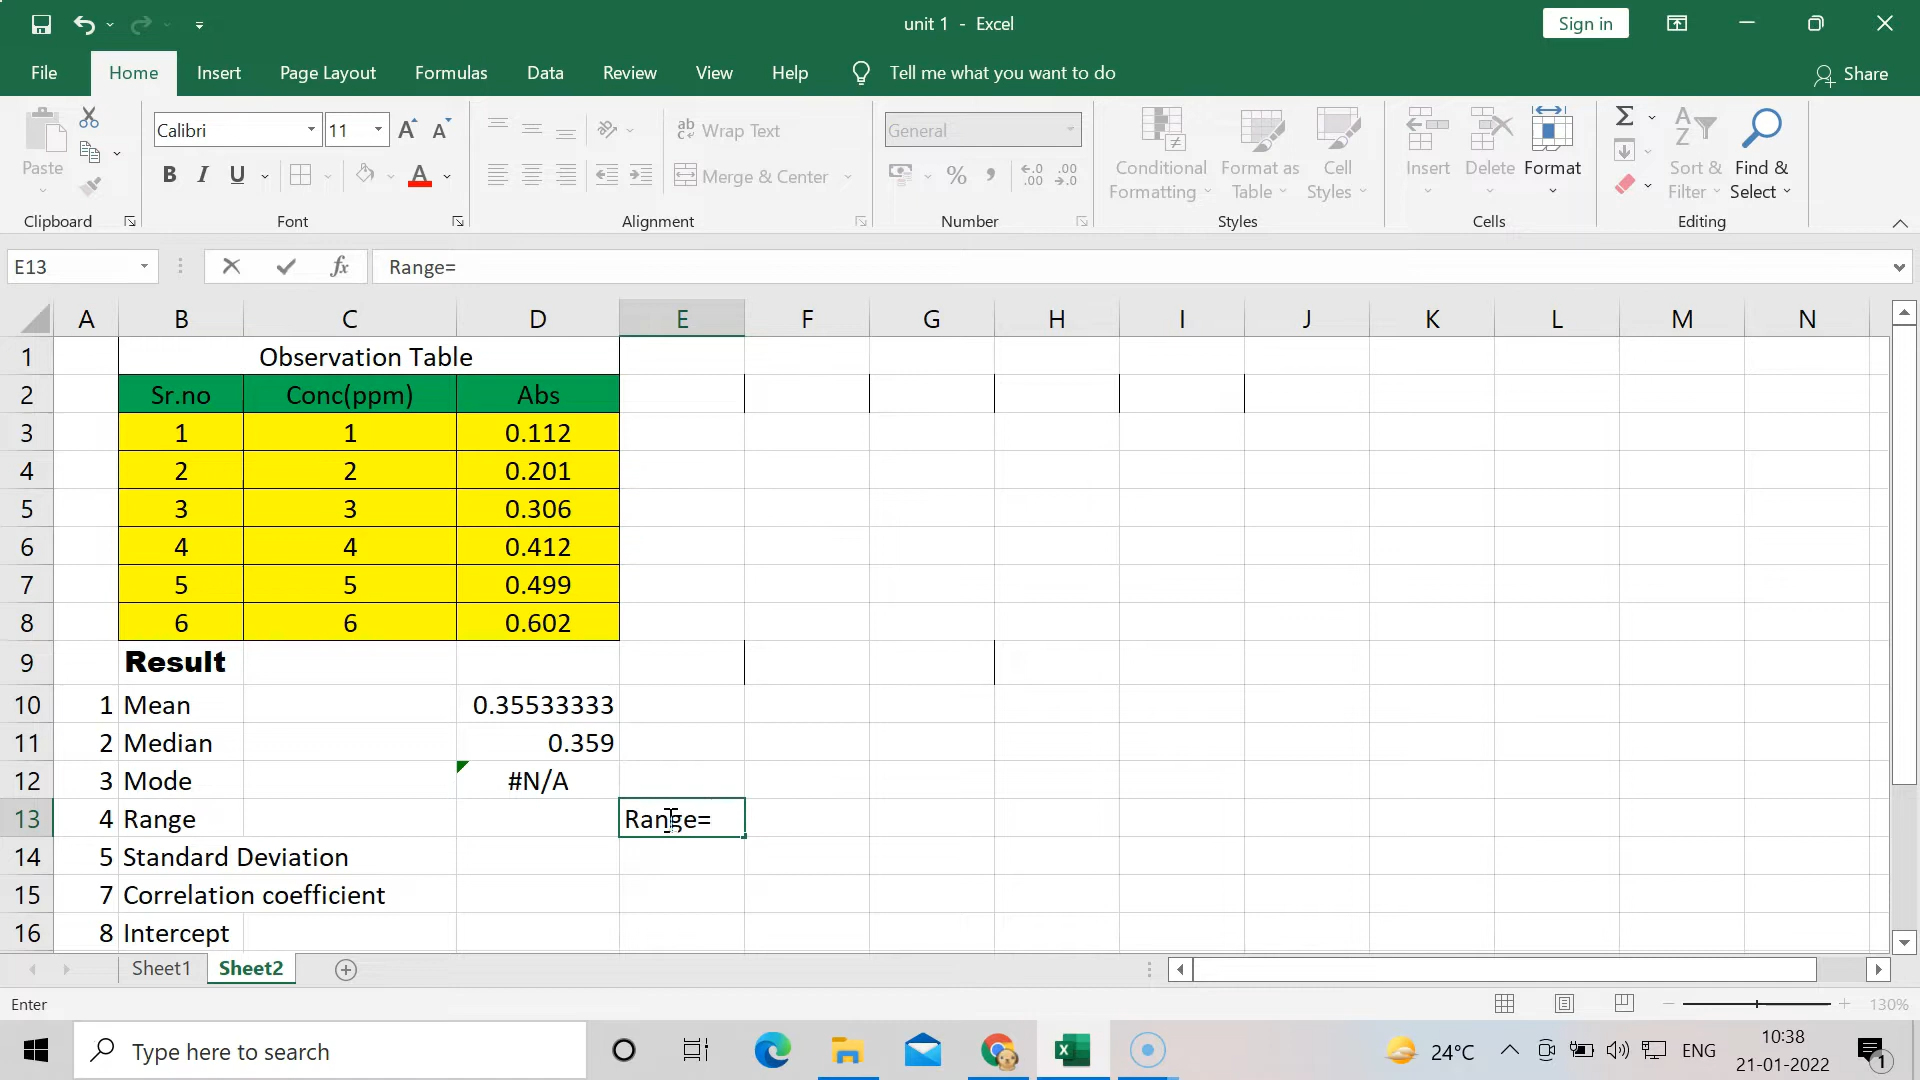 unit 1 - Excel
Sign in
File Home Insert Page Layout Formulas Data Review View Help Tell me what you want to do Share
Paste
Clipboard
Calibri 11
B I U
Font
Wrap Text
Merge & Center
Alignment
General
Number
Conditional Formatting
Format as Table
Cell Styles
Styles
Insert Delete Format
Cells
Sort & Filter
Find & Select
Editing
E13 fx Range=
A B C D E F G H I J K L M N
1 Observation Table
2 Sr.no Conc(ppm) Abs
3 1 1 0.112
4 2 2 0.201
5 3 3 0.306
6 4 4 0.412
7 5 5 0.499
8 6 6 0.602
9 Result
10 1 Mean 0.35533333
11 2 Median 0.359
12 3 Mode #N/A
13 4 Range Range=
14 5 Standard Deviation
15 7 Correlation coefficient
16 8 Intercept
Sheet1 Sheet2
Enter 130%
Type here to search
24°C ENG
10:38
21-01-2022
1